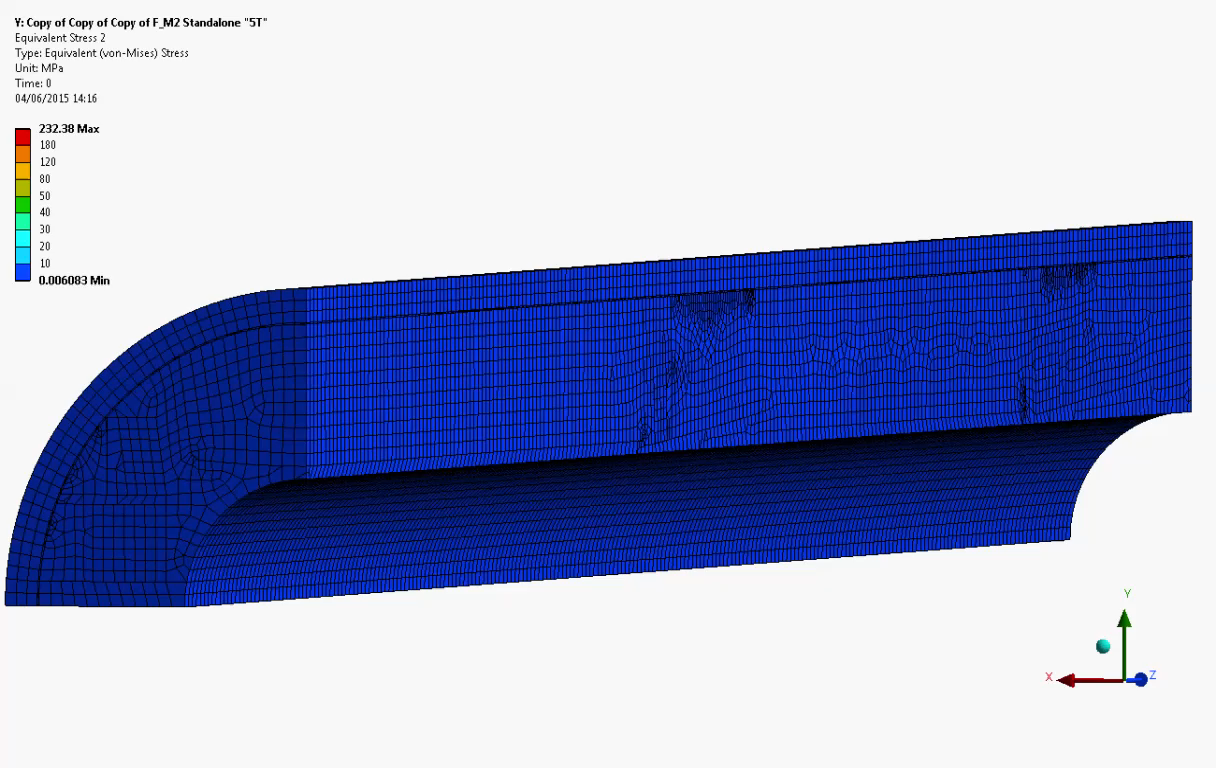 Y: Copy of Copy of Copy of F_M2 Standalone "5T"
Equivalent Stress 2
Type: Equivalent (von-Mises) Stress
Unit: MPa
Time: 0
04/06/2015 14:16
232.38 Max
180
120
80
50
40
30
20
10
0.006083 Min
Y
X
Z